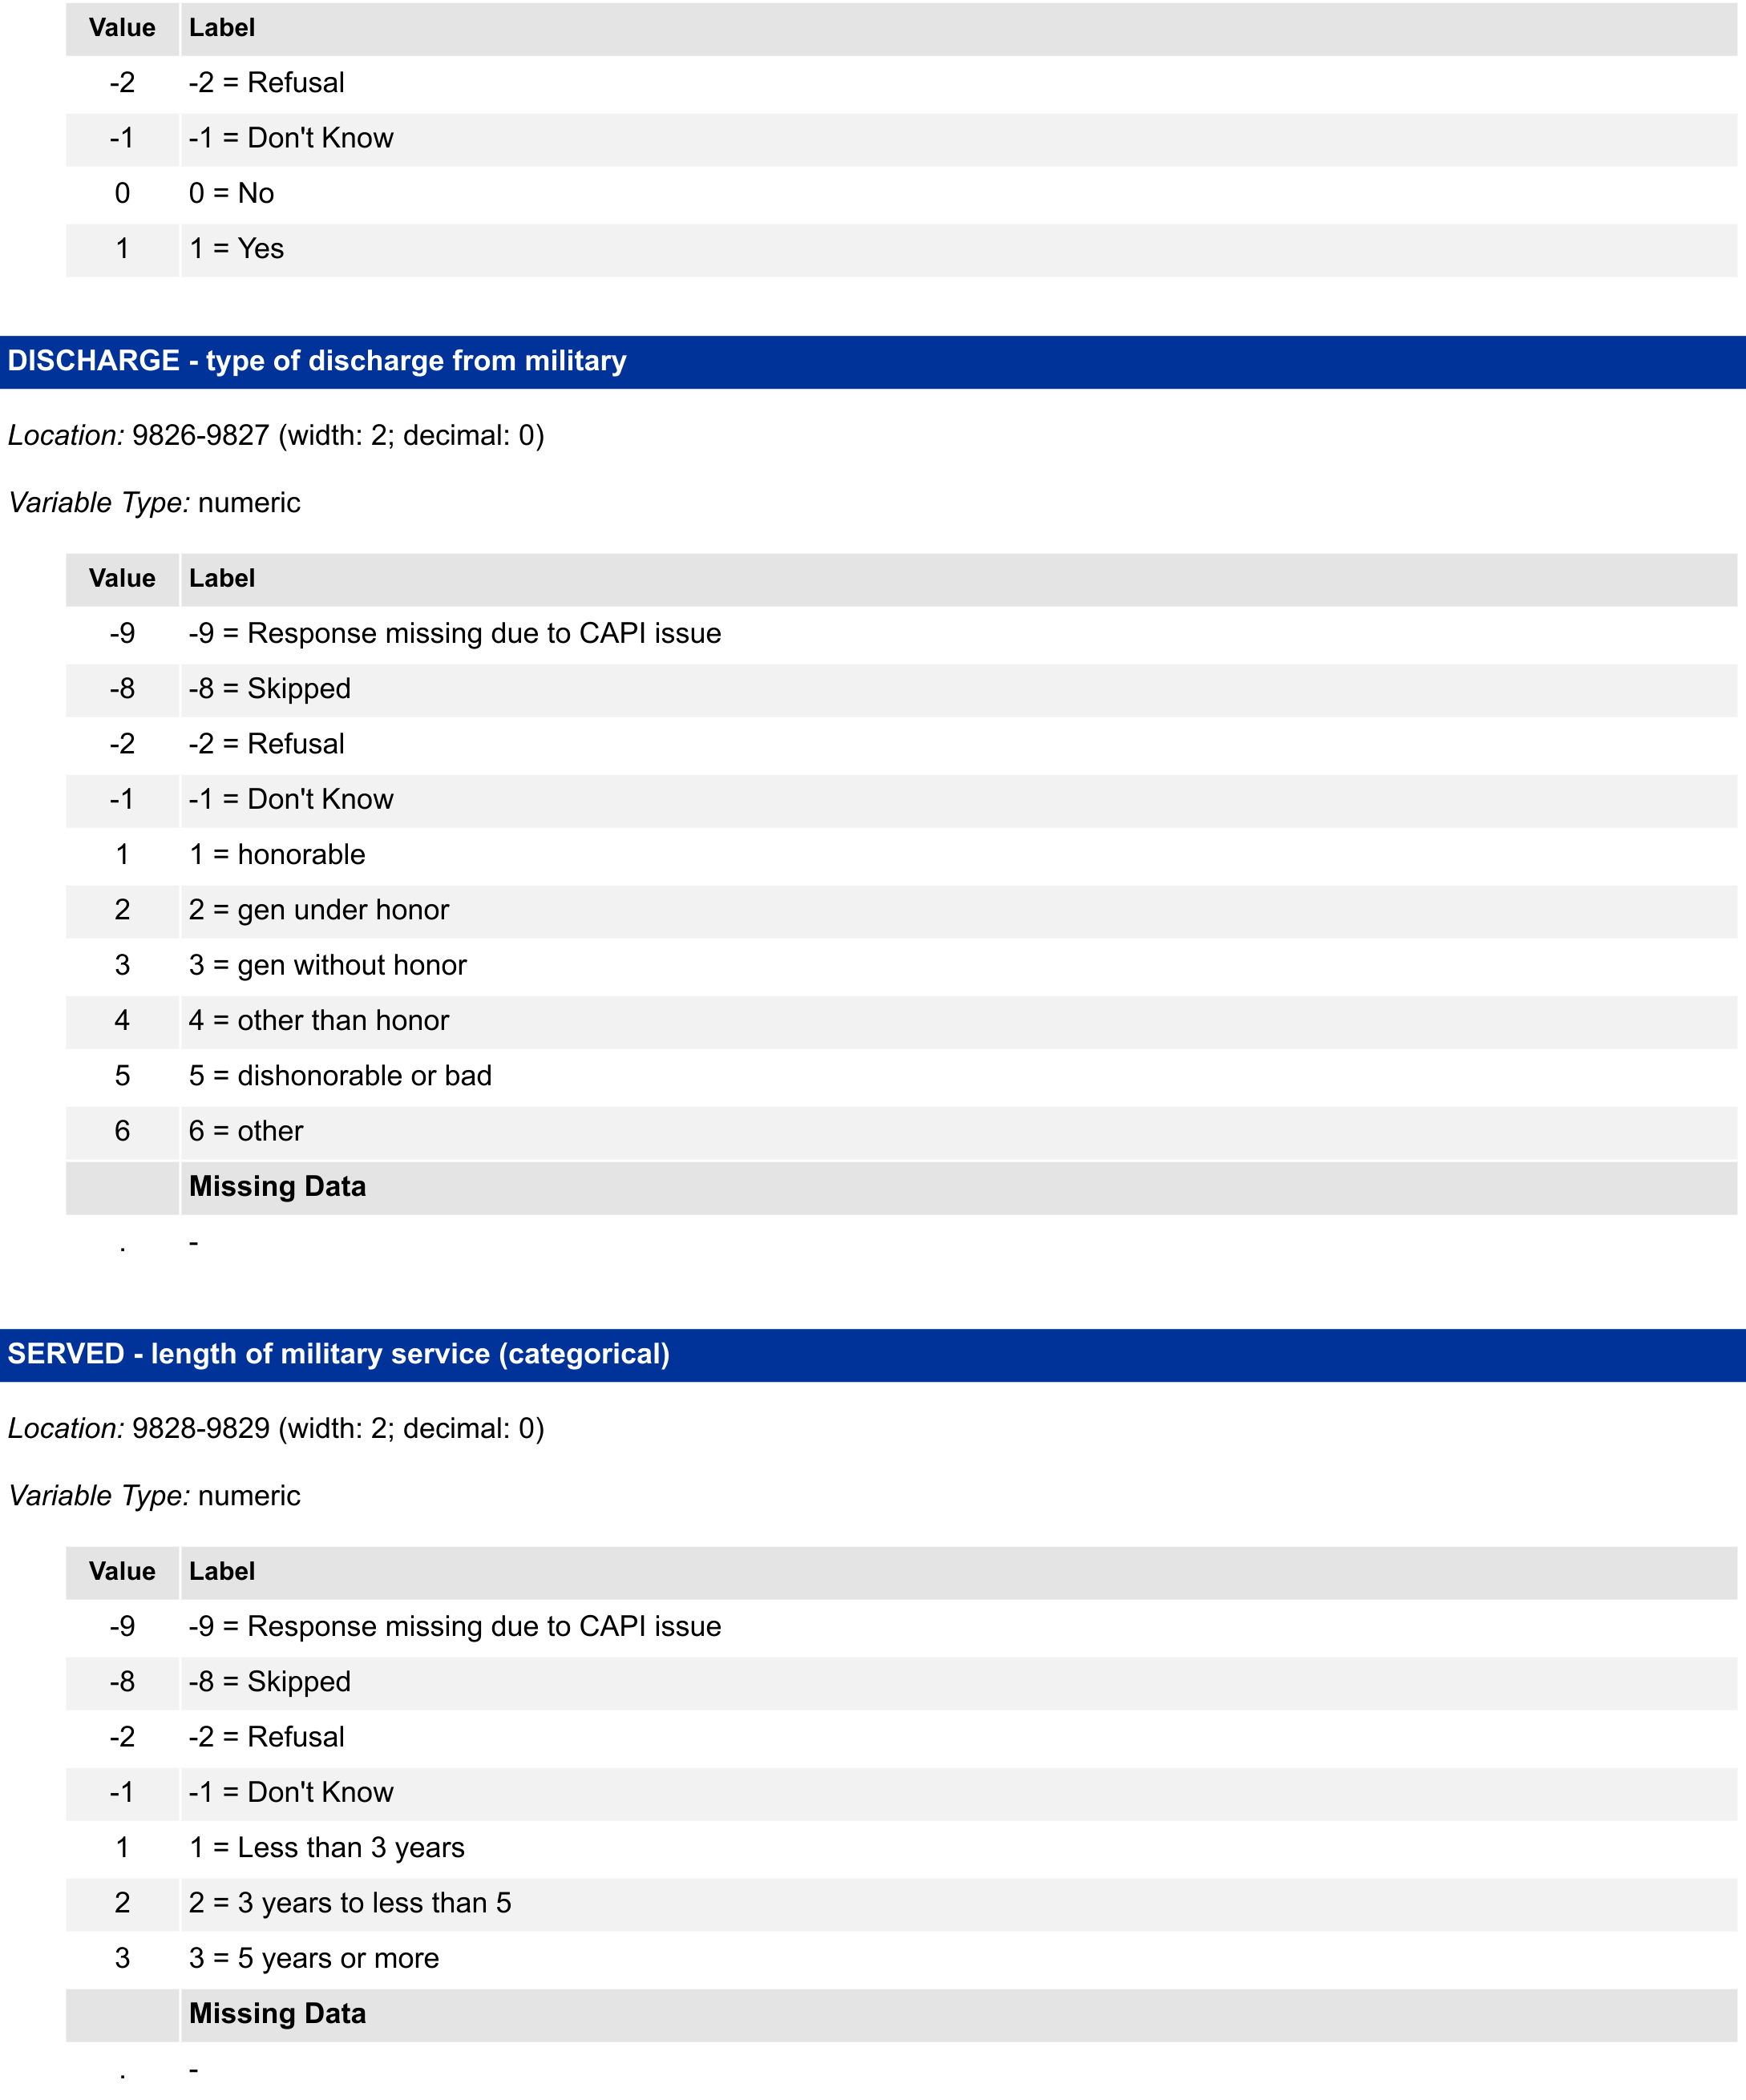 Value Label
-2 -2 = Refusal
-1 -1 = Don't Know
0 0 = No
1 1 = Yes
DISCHARGE - type of discharge from military
Location: 9826-9827 (width: 2; decimal: 0)
Variable Type: numeric
Value Label
-9 -9 = Response missing due to CAPI issue
-8 -8 = Skipped
-2 -2 = Refusal
-1 -1 = Don't Know
1 1 = honorable
2 2 = gen under honor
3 3 = gen without honor
4 4 = other than honor
5 5 = dishonorable or bad
6 6 = other
Missing Data
. -
SERVED - length of military service (categorical)
Location: 9828-9829 (width: 2; decimal: 0)
Variable Type: numeric
Value Label
-9 -9 = Response missing due to CAPI issue
-8 -8 = Skipped
-2 -2 = Refusal
-1 -1 = Don't Know
1 1 = Less than 3 years
2 2 = 3 years to less than 5
3 3 = 5 years or more
Missing Data
. -